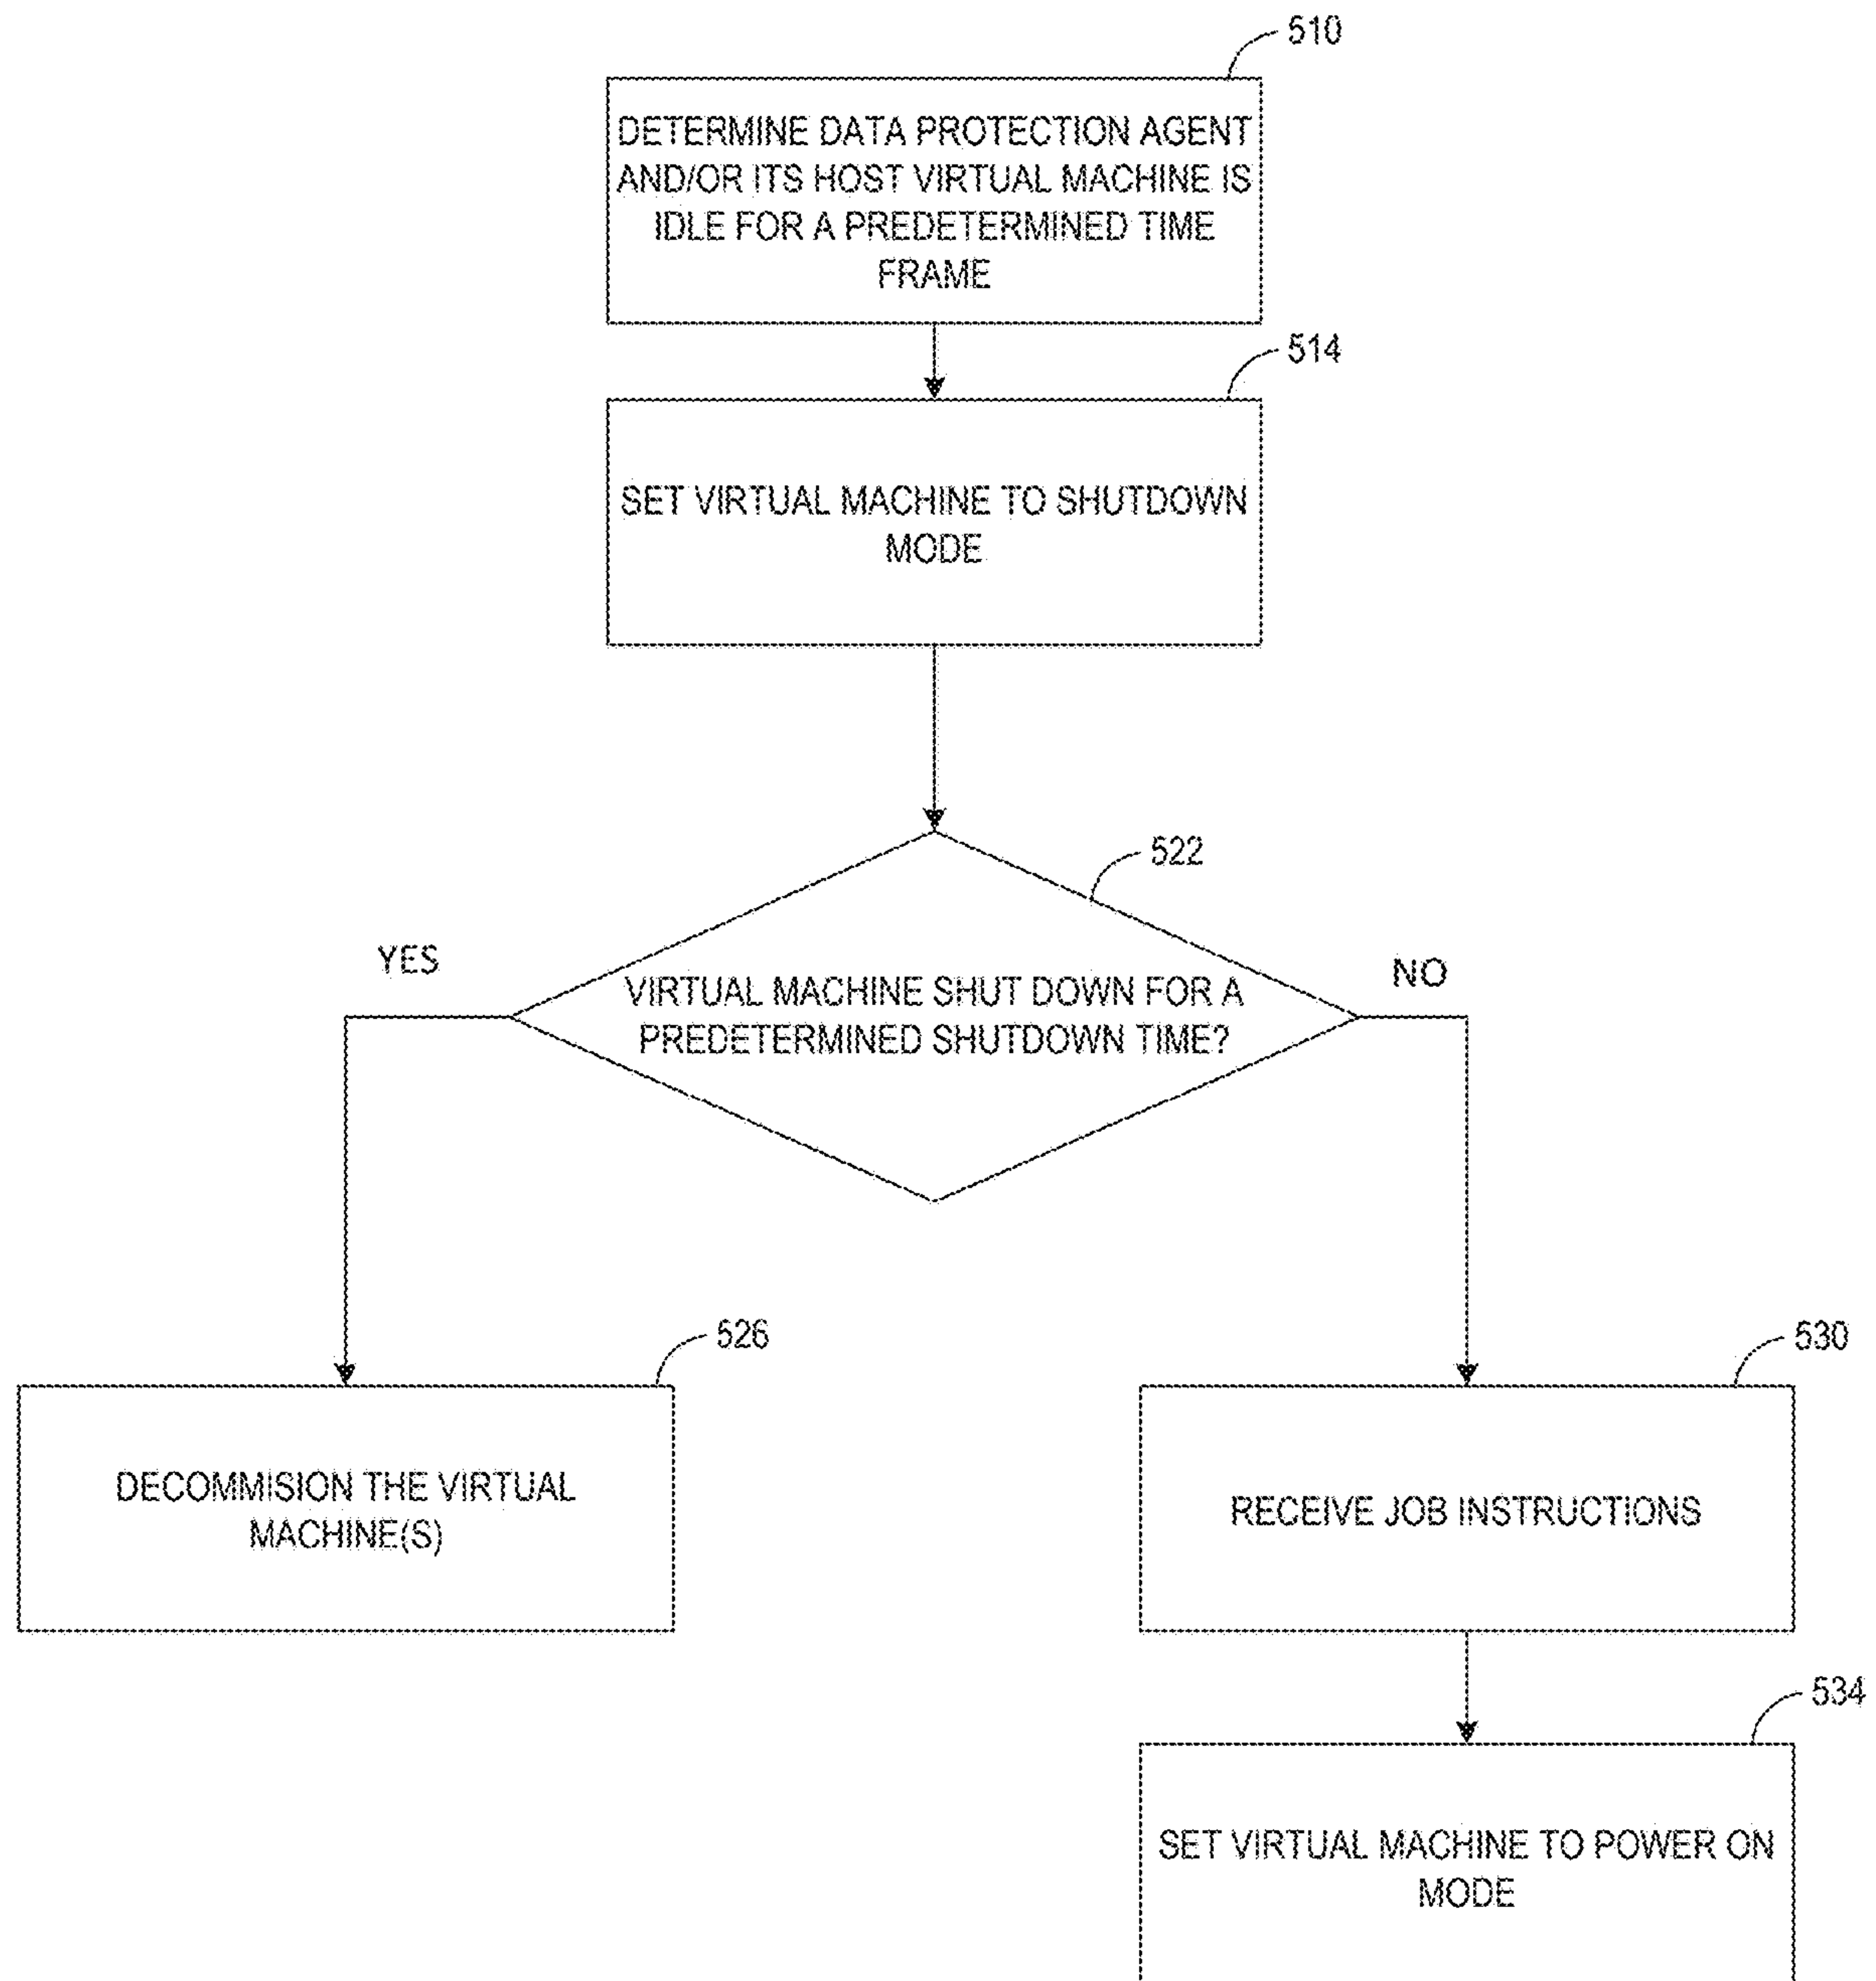 510
DETERMINE DATA PROTECTION AGENT
AND/OR ITS HOST VIRTUAL MACHINE IS
IDLE FOR A PREDETERMINED TIME
FRAME
514
SET VIRTUAL MACHINE TO SHUTDOWN
MODE
522
YES
NO
VIRTUAL MACHINE SHUT DOWN FOR A
PREDETERMINED SHUTDOWN TIME?
526
DECOMMISION THE VIRTUAL
MACHINE(S)
530
RECEIVE JOB INSTRUCTIONS
534
SET VIRTUAL MACHINE TO POWER ON
MODE